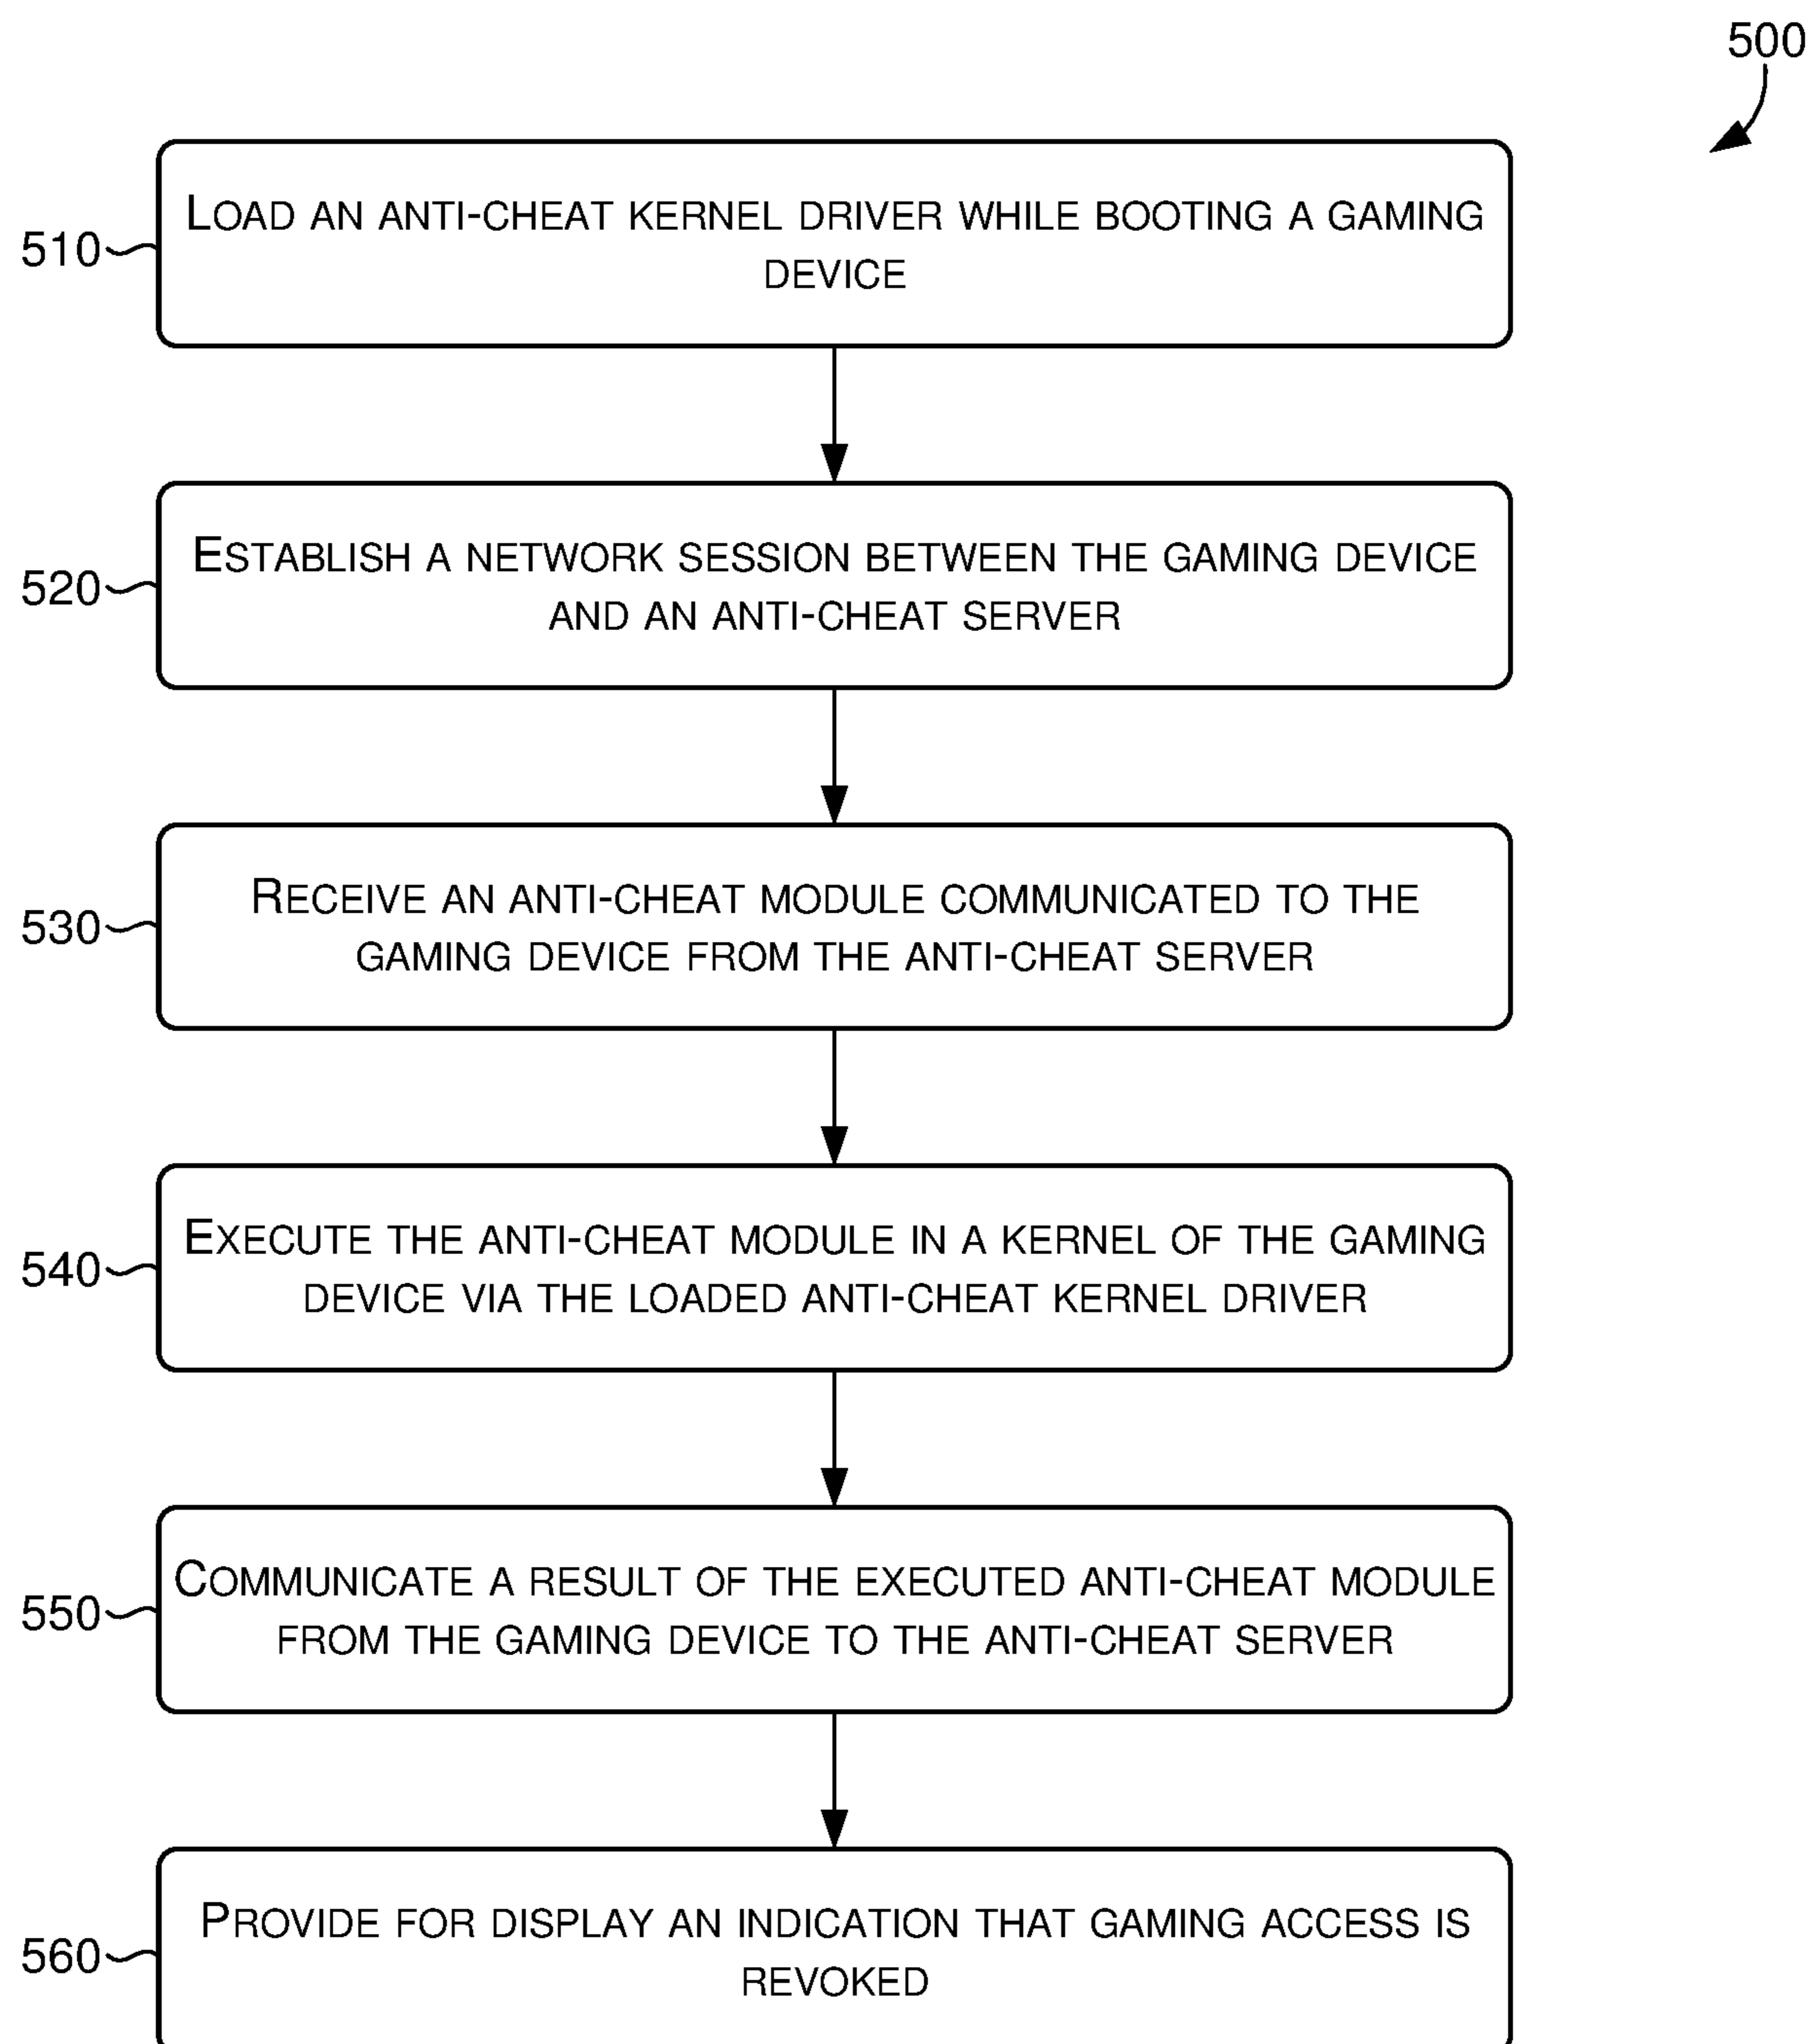 500
510
LOAD AN ANTI-CHEAT KERNEL DRIVER WHILE BOOTING A GAMING
DEVICE
520
ESTABLISH A NETWORK SESSION BETWEEN THE GAMING DEVICE
AND AN ANTI-CHEAT SERVER
530
RECEIVE AN ANTI-CHEAT MODULE COMMUNICATED TO THE
GAMING DEVICE FROM THE ANTI-CHEAT SERVER
540
EXECUTE THE ANTI-CHEAT MODULE IN A KERNEL OF THE GAMING
DEVICE VIA THE LOADED ANTI-CHEAT KERNEL DRIVER
550
COMMUNICATE A RESULT OF THE EXECUTED ANTI-CHEAT MODULE
FROM THE GAMING DEVICE TO THE ANTI-CHEAT SERVER
560
PROVIDE FOR DISPLAY AN INDICATION THAT GAMING ACCESS IS
REVOKED